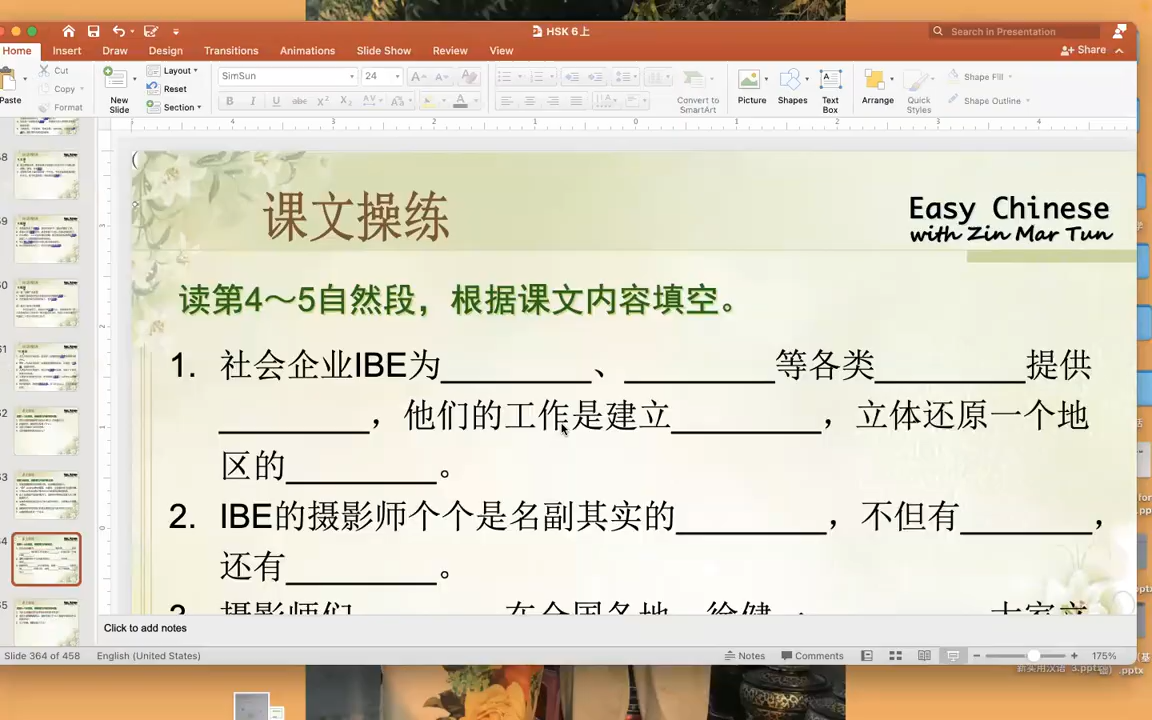 HSK 6上
Search in Presentation
Home Insert Draw Design Transitions Animations Slide Show Review View
Share
Paste
Cut
Copy
Format
New Slide
Layout
Reset
Section
SimSun
24
Convert to SmartArt
Picture
Shapes
Text Box
Arrange
Quick Styles
Shape Fill
Shape Outline
课文操练
Easy Chinese
with Zin Mar Tun
读第4～5自然段，根据课文内容填空。
1. 社会企业IBE为_________、_________等各类_________提供
_________，他们的工作是建立_________，立体还原一个地
区的_________。
2. IBE的摄影师个个是名副其实的_________，不但有________，
还有_________。
Click to add notes
Slide 364 of 458
English (United States)
Notes
Comments
175%